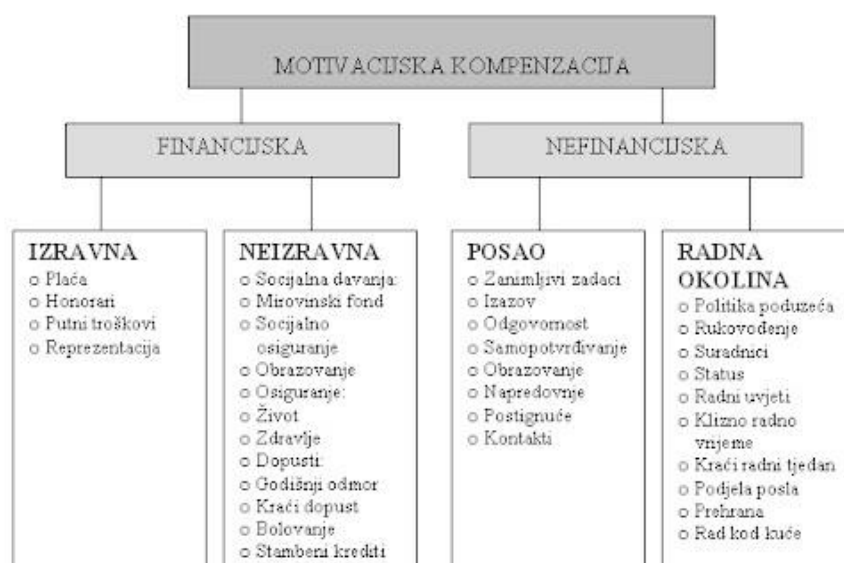 MOTIVACIJSKA KOMPENZACIJA
FINANCIJSKA
NEFINANCIJSKA
IZRAVNA
o Plaća
o Honorari
o Putni troškovi
o Reprezentacija
NEIZRAVNA
o Socijalna davanja:
o Mirovinski fond
o Socijalno
osiguranje
o Obrazovanje
o Osiguranje:
o Život
o Zdravlje
o Dopusti:
o Godišnji odmor
o Kraći dopust
o Bolovanje
o Stambeni krediti
POSAO
o Zanimljivi zadaci
o Izazov
o Odgovornost
o Samopotvrđivanje
o Obrazovanje
o Napredovnje
o Postignuće
o Kontakti
RADNA
OKOLINA
o Politika poduzeća
o Rukovođenje
o Suradnici
o Status
o Radni uvjeti
o Klizno radno
vrijeme
o Kraći radni tjedan
o Podjela posla
o Prehrana
o Rad kod kuće